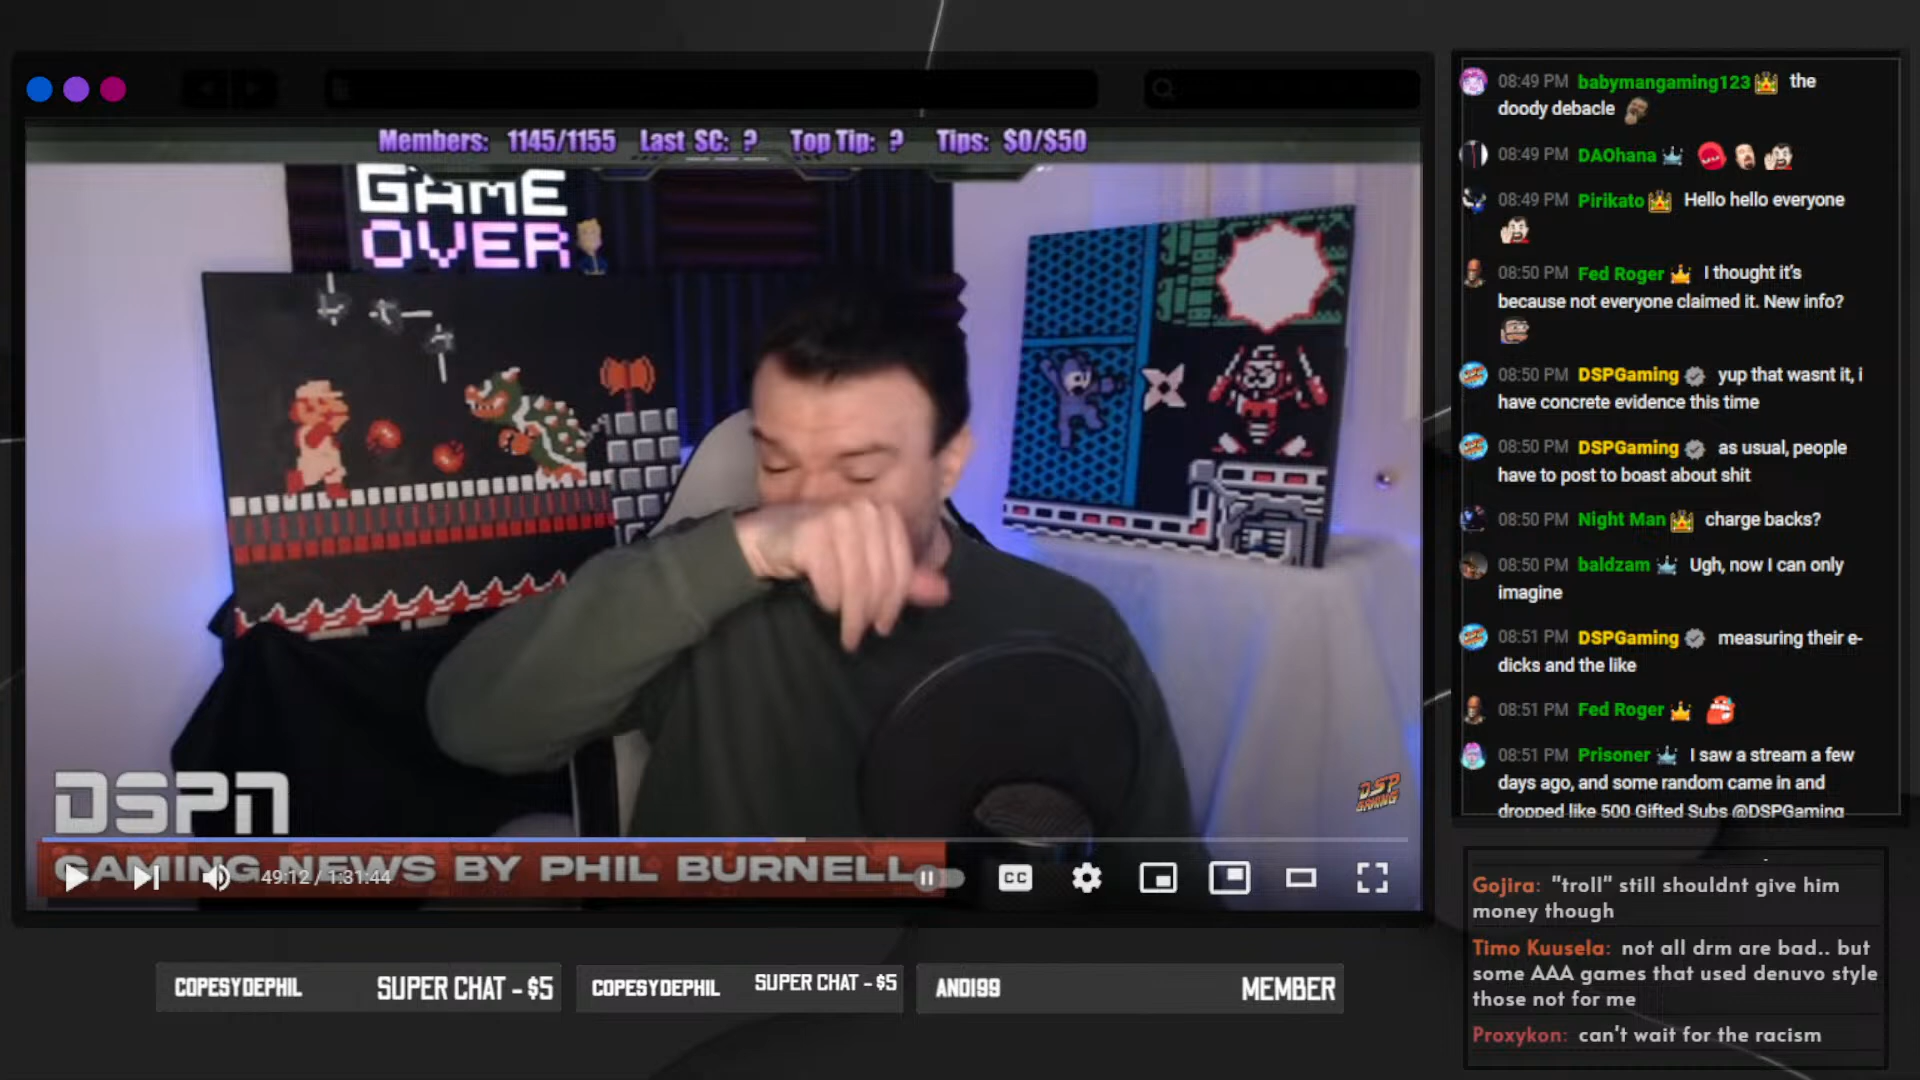 Members: 1145/1155 Last SC: ? Top Tip: ? Tips: $0/$50
GAME
OVER
DSPN
DSP
GAMING
GAMING NEWS BY PHIL BURNELL
49:12 / 1:31:44
CC
COPESYDEPHIL SUPER CHAT - $5
COPESYDEPHIL SUPER CHAT - $5
ANDI99 MEMBER
08:49 PM babymangaming123 the
doody debacle
08:49 PM DAOhana
08:49 PM Pirikato Hello hello everyone
08:50 PM Fed Roger I thought it's
because not everyone claimed it. New info?
08:50 PM DSPGaming yup that wasnt it, i
have concrete evidence this time
08:50 PM DSPGaming as usual, people
have to post to boast about shit
08:50 PM Night Man charge backs?
08:50 PM baldzam Ugh, now I can only
imagine
08:51 PM DSPGaming measuring their e-
dicks and the like
08:51 PM Fed Roger
08:51 PM Prisoner I saw a stream a few
days ago, and some random came in and
dropped like 500 Gifted Subs @DSPGaming
Gojira: "troll" still shouldnt give him
money though
Timo Kuusela: not all drm are bad.. but
some AAA games that used denuvo style
those not for me
Proxykon: can't wait for the racism